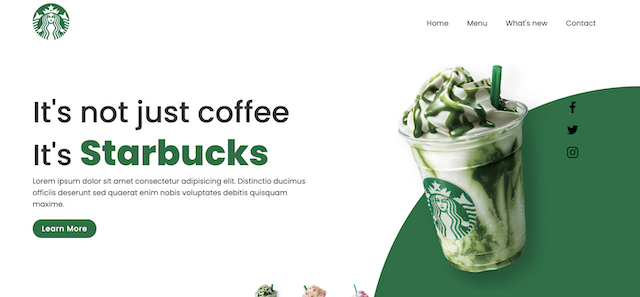 Home Menu What's new Contact
It's not just coffee
It's Starbucks
Lorem ipsum dolor sit amet consectetur adipisicing elit. Distinctio ducimus
officiis deserunt sed quaerat enim nobis voluptates debitis quisquam
maxime.
Learn More